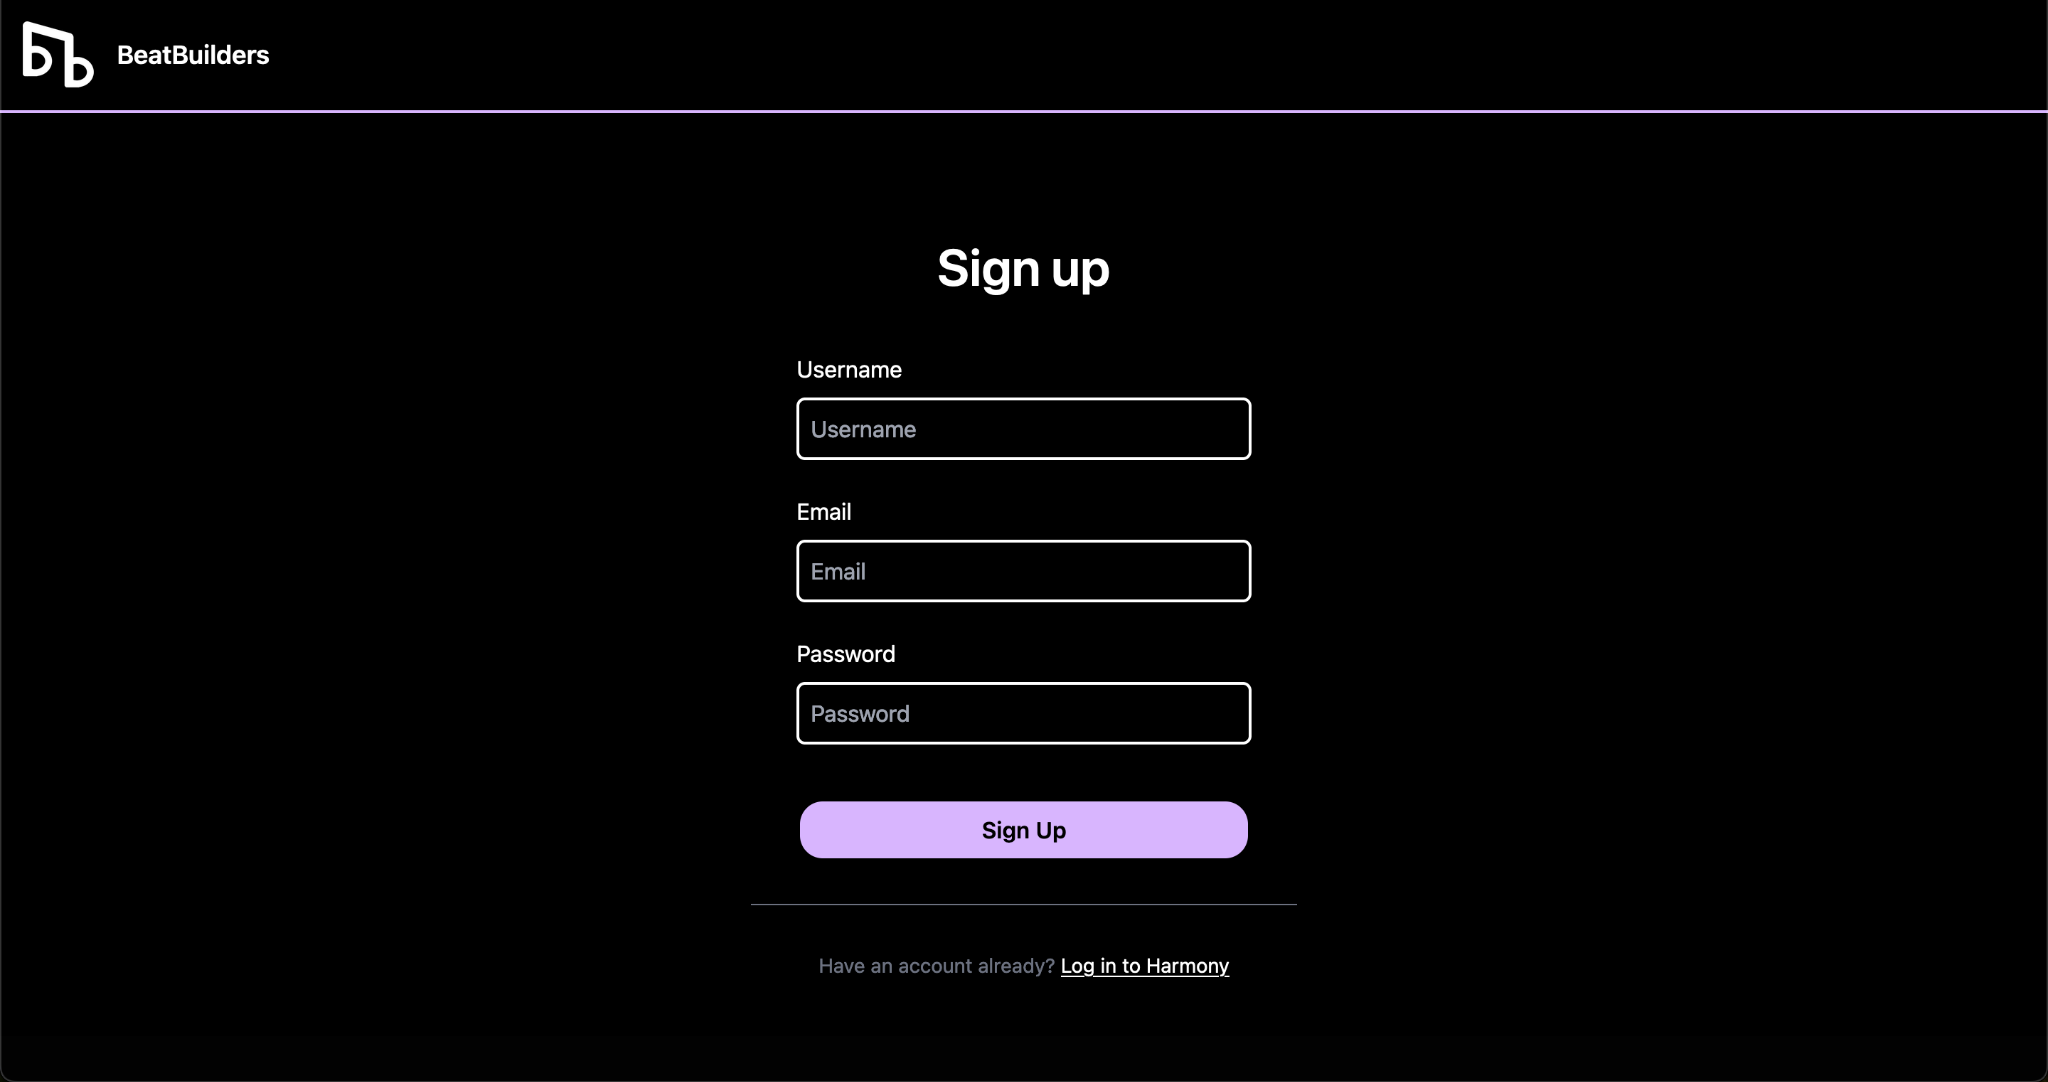 BeatBuilders
Sign up
Username
Username
Email
Email
Password
Password
Sign Up
Have an account already? Log in to Harmony